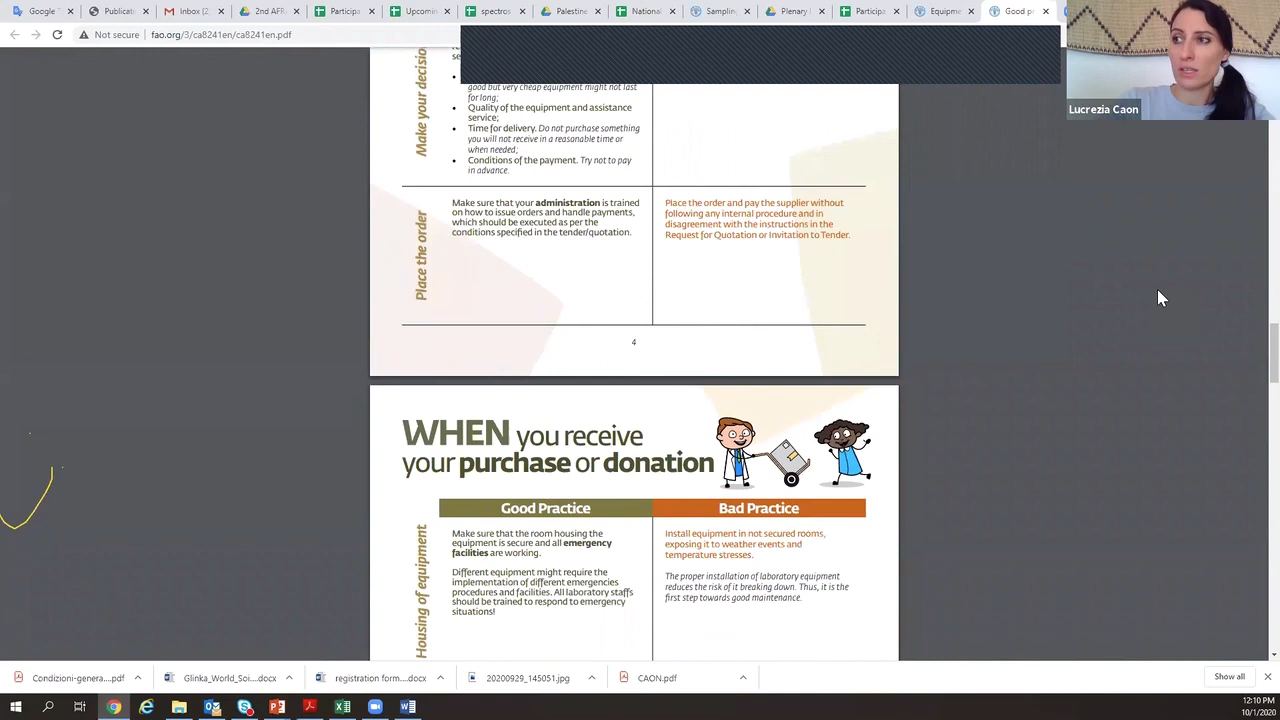 Google T
Publicati
Inbox (2
2nd AFR
Participa
Upcomin
spectros
Palestine
National
Sampling
Plenary
Participa
Equipme
Good pr
Not secure
fao.org/3/ca8241en/ca8241en.pdf
Lucrezia Caon
Make your decisio
good but very cheap equipment might not last
for long;
• Quality of the equipment and assistance
service;
• Time for delivery. Do not purchase something
you will not receive in a reasonable time or
when needed;
• Conditions of the payment. Try not to pay
in advance.
Place the order
Make sure that your administration is trained
on how to issue orders and handle payments,
which should be executed as per the
conditions specified in the tender/quotation.
Place the order and pay the supplier without
following any internal procedure and in
disagreement with the instructions in the
Request for Quotation or Invitation to Tender.
4
WHEN you receive
your purchase or donation
Good Practice
Bad Practice
Housing of equipment
Make sure that the room housing the
equipment is secure and all emergency
facilities are working.
Different equipment might require the
implementation of different emergencies
procedures and facilities. All laboratory staffs
should be trained to respond to emergency
situations!
Install equipment in not secured rooms,
exposing it to weather events and
temperature stresses.
The proper installation of laboratory equipment
reduces the risk of it breaking down. Thus, it is the
first step towards good maintenance.
Condizioni-genera....pdf
Glinka_World_Soi....docx
registration form....docx
20200929_145051.jpg
CAON.pdf
Show all
12:10 PM
10/1/2020